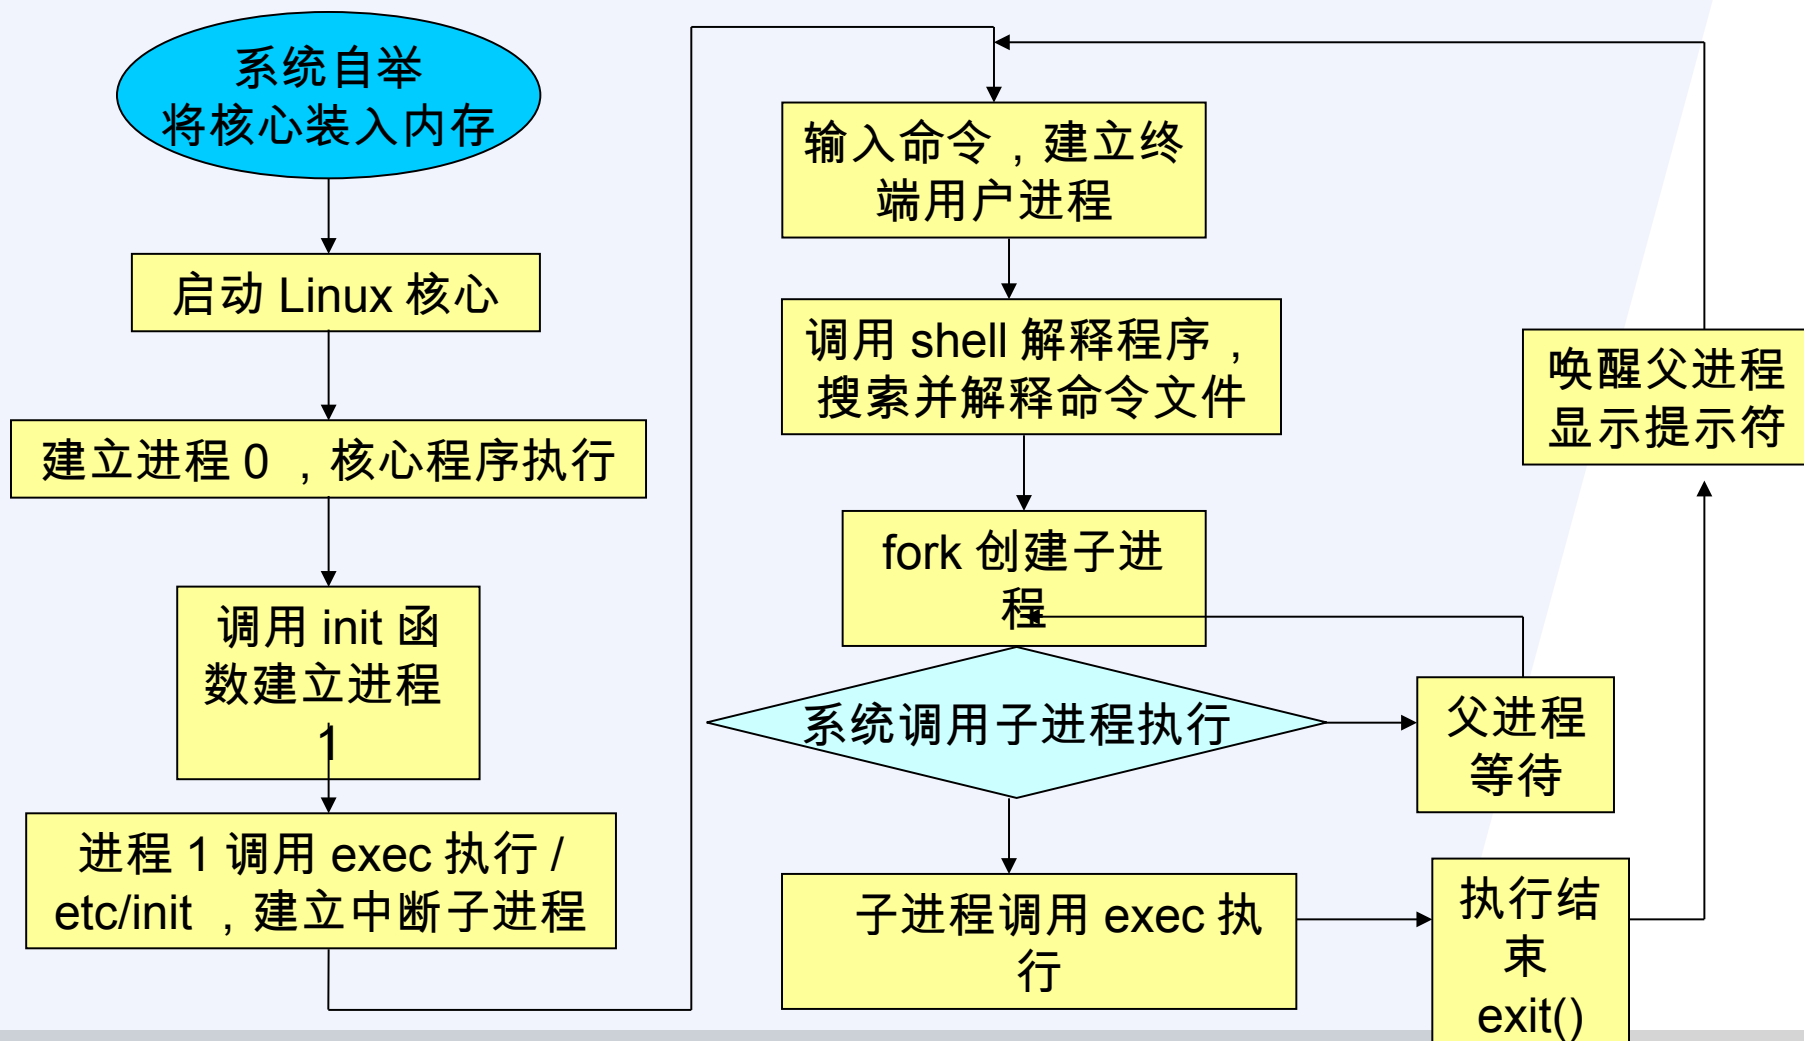 系统自举
将核心装入内存
启动 Linux 核心
建立进程 0 ，核心程序执行
调用 init 函
数建立进程
1
进程 1 调用 exec 执行 /
etc/init ，建立中断子进程
输入命令，建立终
端用户进程
调用 shell 解释程序，
搜索并解释命令文件
fork 创建子进
程
系统调用子进程执行
父进程
等待
子进程调用 exec 执
行
执行结
束
exit()
唤醒父进程
显示提示符